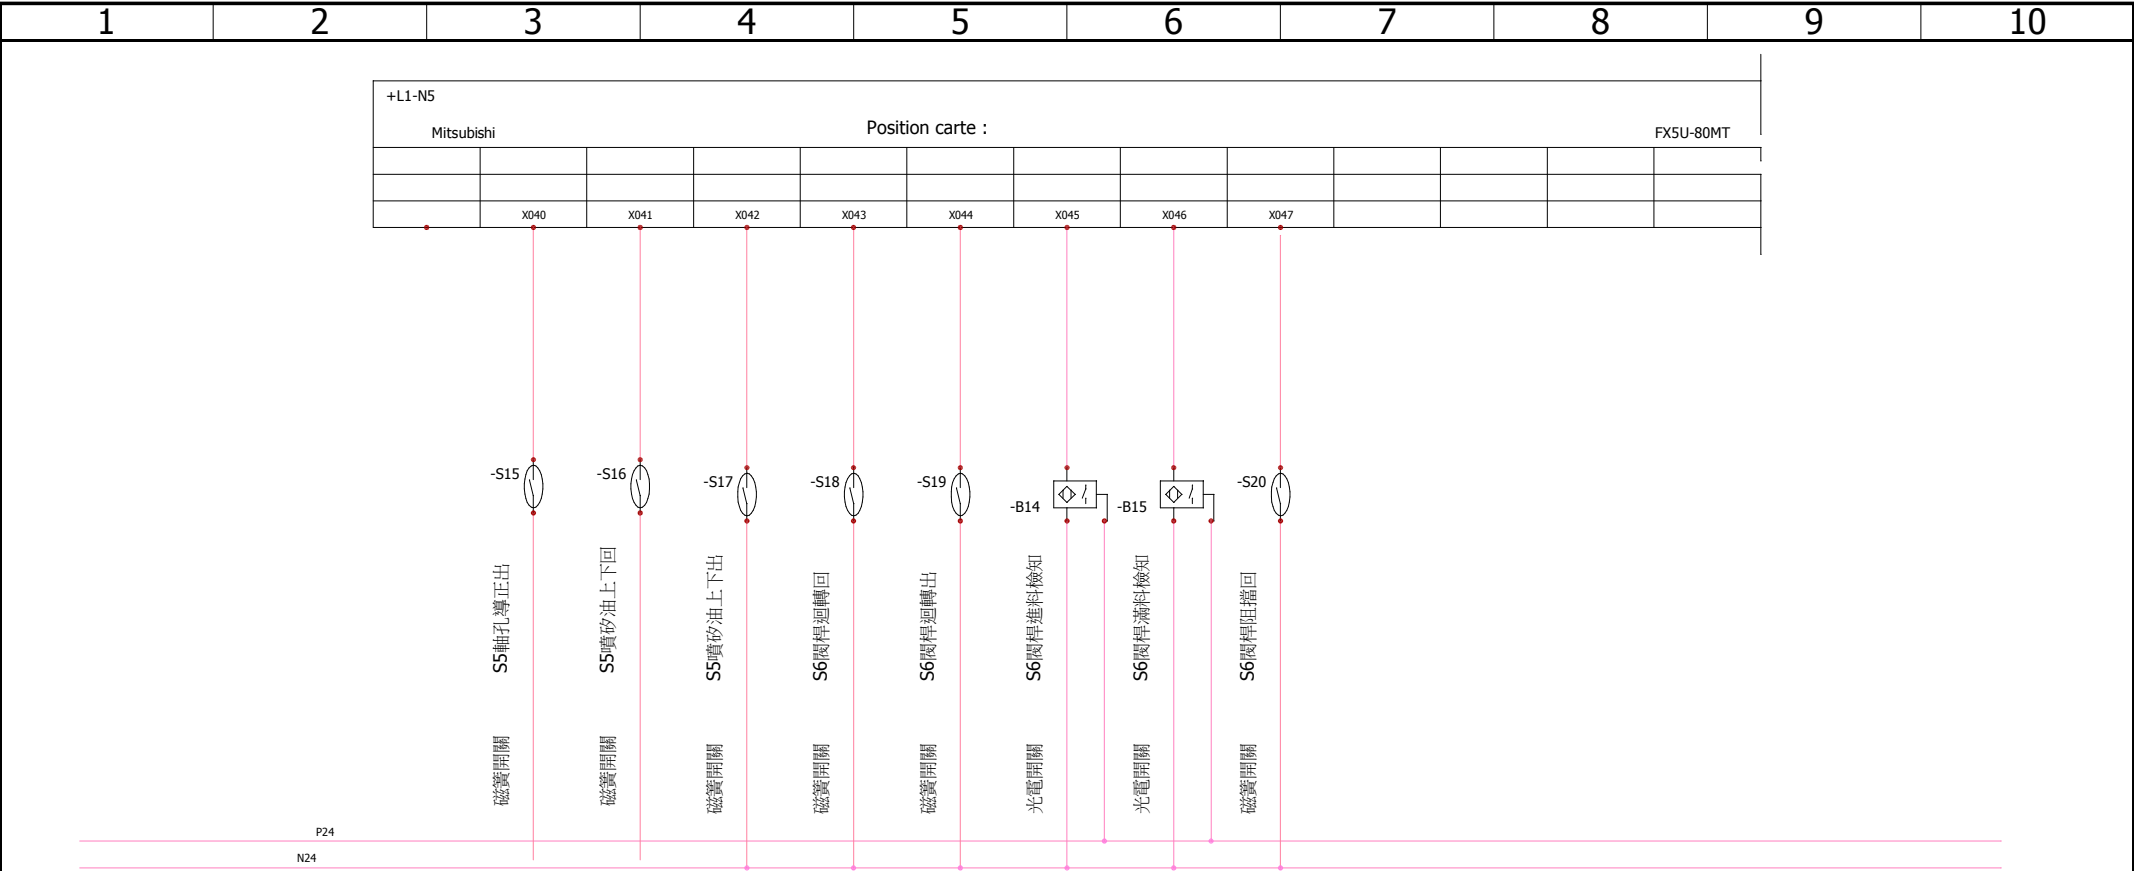 1 2 3 4 5 6 7 8 9 10
+L1-N5
Mitsubishi Position carte : FX5U-80MT
X040 X041 X042 X043 X044 X045 X046 X047
-S15 -S16 -S17 -S18 -S19 -B14 -B15 -S20
S5軸孔導正出
S5噴矽油上下回
S5噴矽油上下出
S6閥桿迴轉回
S6閥桿迴轉出
S6閥桿進料檢知
S6閥桿滿料檢知
S6閥桿阻擋回
磁簧開關
磁簧開關
磁簧開關
磁簧開關
磁簧開關
光電開關
光電開關
磁簧開關
P24
N24